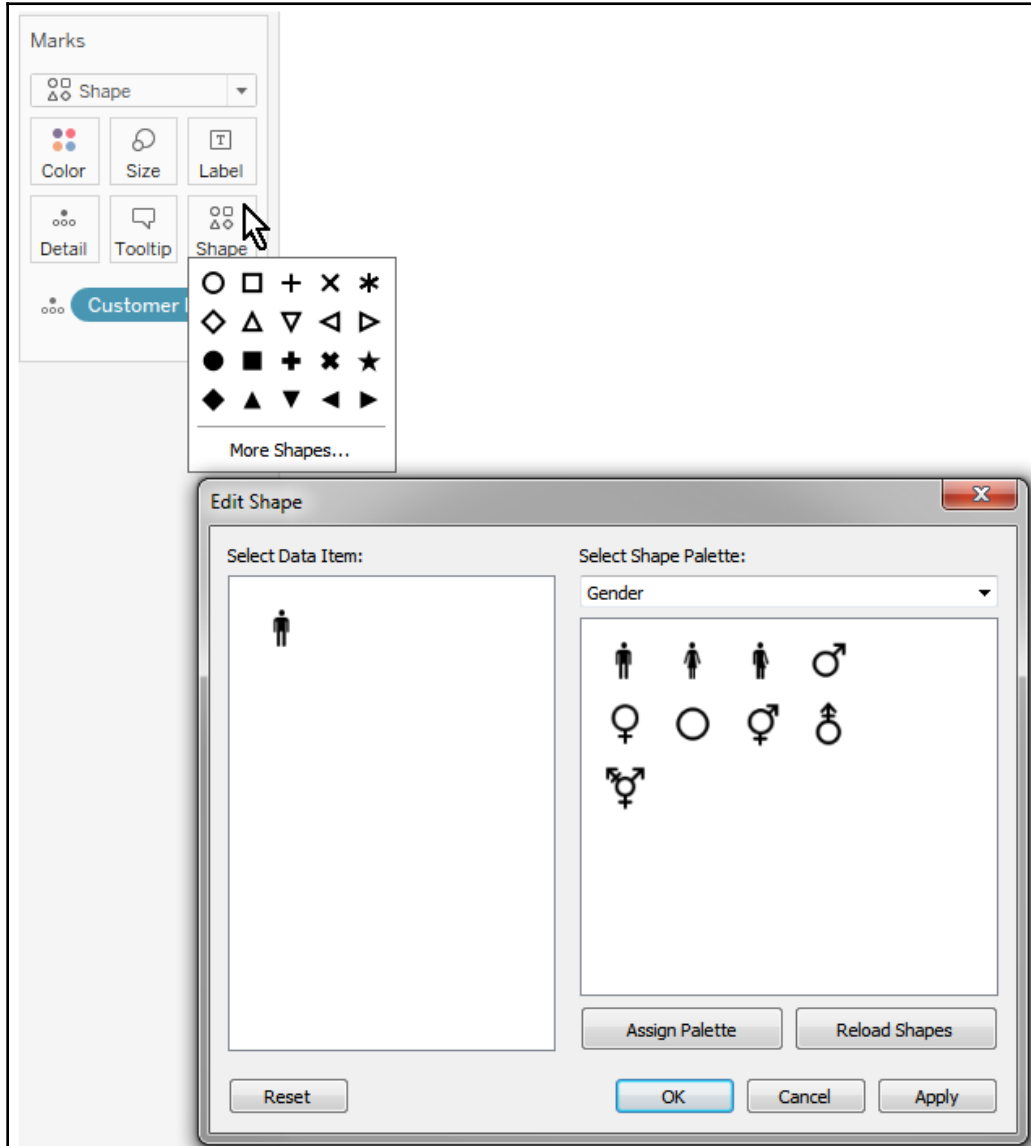 Marks
Shape
Color Size Label
Detail Tooltip Shape
Customer
More Shapes...
Edit Shape
Select Data Item: Select Shape Palette:
Gender
Assign Palette Reload Shapes
Reset OK Cancel Apply